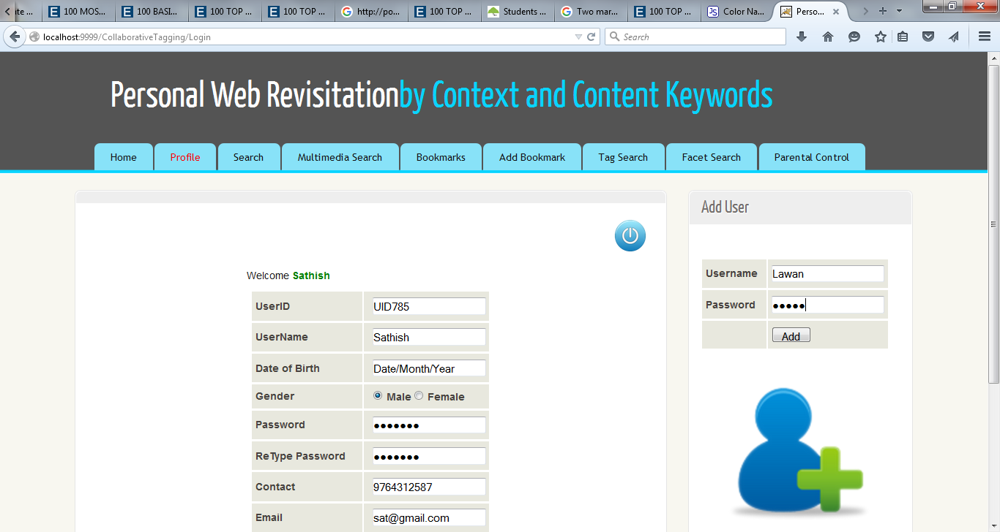 ate ... 100 MOS... 100 BASI... 100 TOP ... 100 TOP ... http://po... 100 TOP ... Students ... Two mar... 100 TOP ... Color Na... Perso...
localhost:9999/CollaborativeTagging/Login Search
Personal Web Revisitationby Context and Content Keywords
Home Profile Search Multimedia Search Bookmarks Add Bookmark Tag Search Facet Search Parental Control
Add User
Welcome Sathish
Username Lawan
Password ●●●●●
Add
UserID UID785
UserName Sathish
Date of Birth Date/Month/Year
Gender Male Female
Password ●●●●●●●
ReType Password ●●●●●●●
Contact 9764312587
Email sat@gmail.com